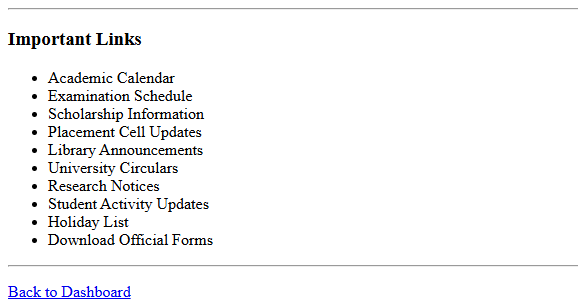 Important Links
Academic Calendar
Examination Schedule
Scholarship Information
Placement Cell Updates
Library Announcements
University Circulars
Research Notices
Student Activity Updates
Holiday List
Download Official Forms
Back to Dashboard